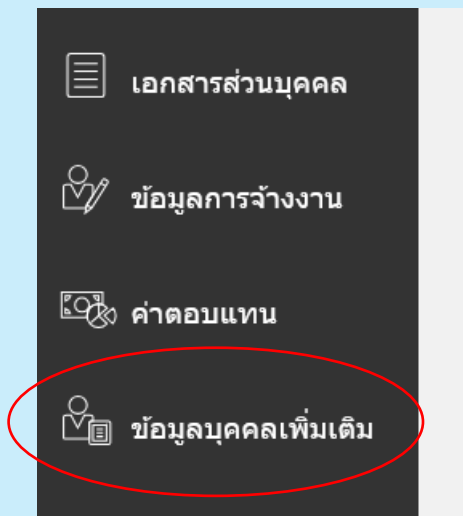 เอกสารส่วนบุคคล
ข้อมูลการจ้างงาน
ค่าตอบแทน
ข้อมูลบุคคลเพิ่มเติม